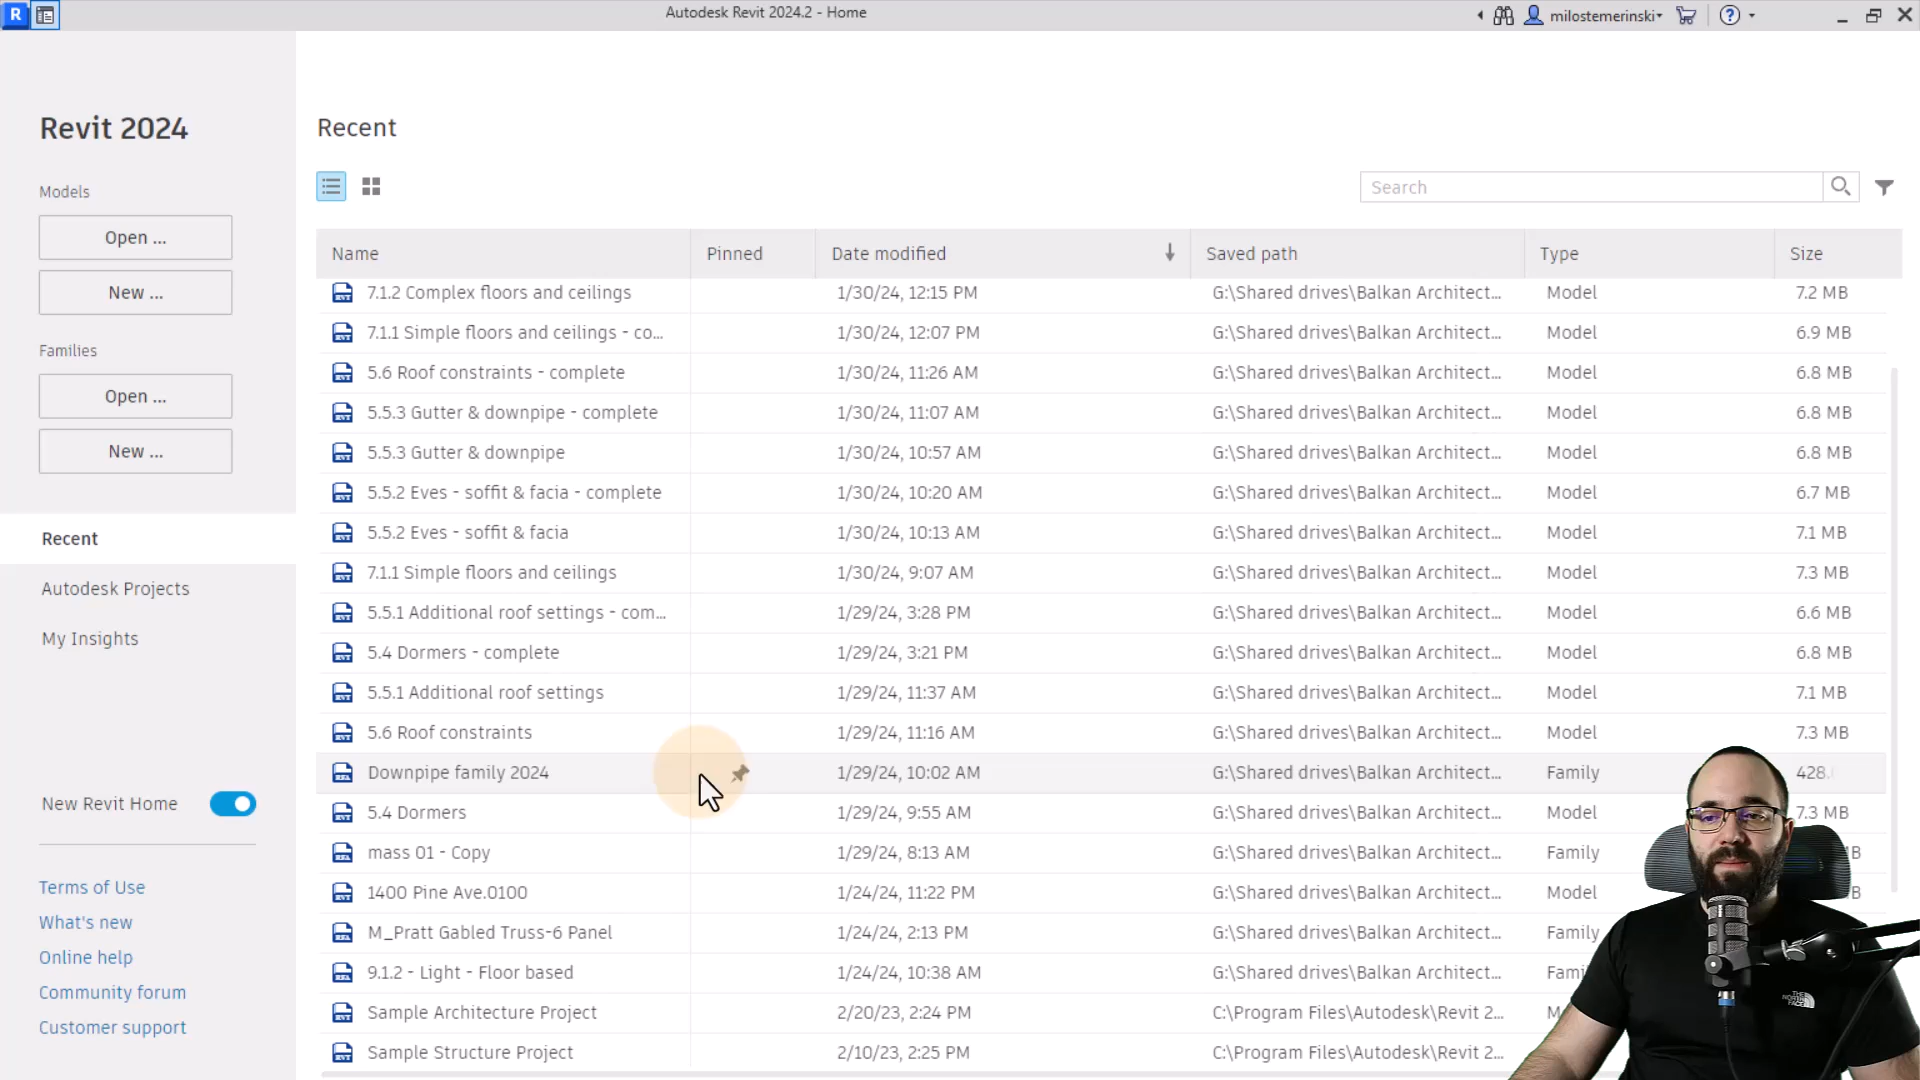 R
Autodesk Revit 2024.2 - Home
milostemerinski
?
Revit 2024
Models
Open ...
New ...
Families
Open ...
New ...
Recent
Autodesk Projects
My Insights
New Revit Home
Terms of Use
What's new
Online help
Community forum
Customer support
Recent
Search
Name Pinned Date modified Saved path Type Size
7.1.2 Complex floors and ceilings 1/30/24, 12:15 PM G:\Shared drives\Balkan Architect... Model 7.2 MB
7.1.1 Simple floors and ceilings - co... 1/30/24, 12:07 PM G:\Shared drives\Balkan Architect... Model 6.9 MB
5.6 Roof constraints - complete 1/30/24, 11:26 AM G:\Shared drives\Balkan Architect... Model 6.8 MB
5.5.3 Gutter & downpipe - complete 1/30/24, 11:07 AM G:\Shared drives\Balkan Architect... Model 6.8 MB
5.5.3 Gutter & downpipe 1/30/24, 10:57 AM G:\Shared drives\Balkan Architect... Model 6.8 MB
5.5.2 Eves - soffit & facia - complete 1/30/24, 10:20 AM G:\Shared drives\Balkan Architect... Model 6.7 MB
5.5.2 Eves - soffit & facia 1/30/24, 10:13 AM G:\Shared drives\Balkan Architect... Model 7.1 MB
7.1.1 Simple floors and ceilings 1/30/24, 9:07 AM G:\Shared drives\Balkan Architect... Model 7.3 MB
5.5.1 Additional roof settings - com... 1/29/24, 3:28 PM G:\Shared drives\Balkan Architect... Model 6.6 MB
5.4 Dormers - complete 1/29/24, 3:21 PM G:\Shared drives\Balkan Architect... Model 6.8 MB
5.5.1 Additional roof settings 1/29/24, 11:37 AM G:\Shared drives\Balkan Architect... Model 7.1 MB
5.6 Roof constraints 1/29/24, 11:16 AM G:\Shared drives\Balkan Architect... Model 7.3 MB
Downpipe family 2024 1/29/24, 10:02 AM G:\Shared drives\Balkan Architect... Family 428.
5.4 Dormers 1/29/24, 9:55 AM G:\Shared drives\Balkan Architect... Model 7.3 MB
mass 01 - Copy 1/29/24, 8:13 AM G:\Shared drives\Balkan Architect... Family
1400 Pine Ave.0100 1/24/24, 11:22 PM G:\Shared drives\Balkan Architect... Model
M_Pratt Gabled Truss-6 Panel 1/24/24, 2:13 PM G:\Shared drives\Balkan Architect... Family
9.1.2 - Light - Floor based 1/24/24, 10:38 AM G:\Shared drives\Balkan Architect...
Sample Architecture Project 2/20/23, 2:24 PM C:\Program Files\Autodesk\Revit 2...
Sample Structure Project 2/10/23, 2:25 PM C:\Program Files\Autodesk\Revit 2...
THE NORTH FACE